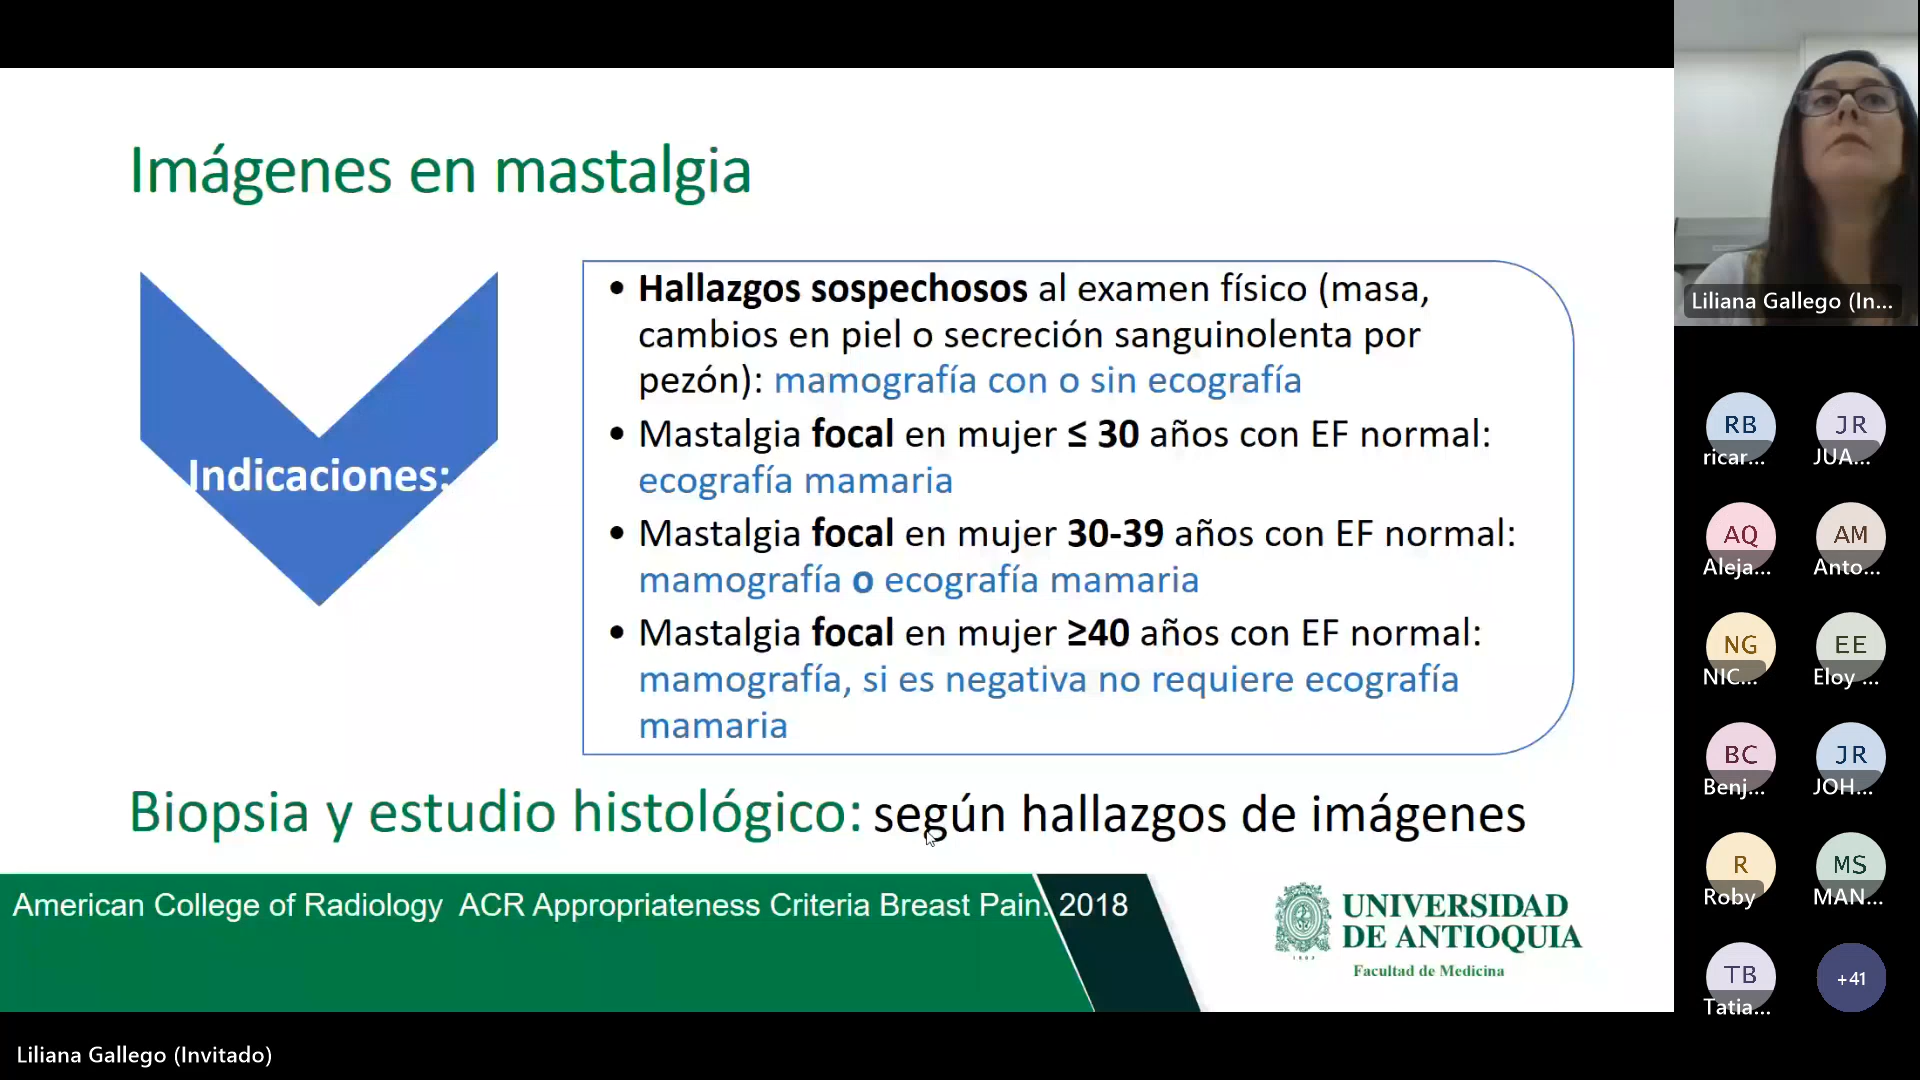 Imágenes en mastalgia
Indicaciones:
• Hallazgos sospechosos al examen físico (masa,
cambios en piel o secreción sanguinolenta por
pezón): mamografía con o sin ecografía
• Mastalgia focal en mujer ≤ 30 años con EF normal:
ecografía mamaria
• Mastalgia focal en mujer 30-39 años con EF normal:
mamografía o ecografía mamaria
• Mastalgia focal en mujer ≥40 años con EF normal:
mamografía, si es negativa no requiere ecografía
mamaria
Biopsia y estudio histológico: según hallazgos de imágenes
American College of Radiology ACR Appropriateness Criteria Breast Pain. 2018
UNIVERSIDAD
DE ANTIOQUIA
Facultad de Medicina
Liliana Gallego (In...
RB
ricar...
JR
JUA...
AQ
Aleja...
AM
Anto...
NG
NIC...
EE
Eloy ...
BC
Benj...
JR
JOH...
R
Roby
MS
MAN...
TB
Tatia...
+41
Liliana Gallego (Invitado)